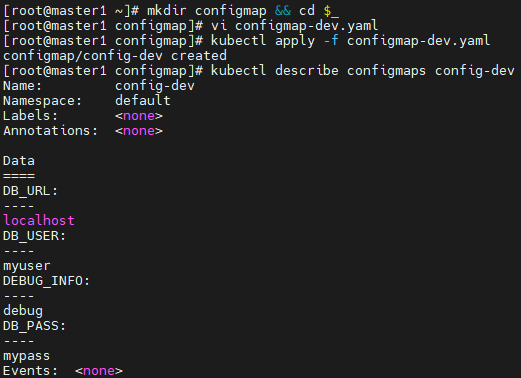 [root@master1 ~]# mkdir configmap && cd $_
[root@master1 configmap]# vi configmap-dev.yaml
[root@master1 configmap]# kubectl apply -f configmap-dev.yaml
configmap/config-dev created
[root@master1 configmap]# kubectl describe configmaps config-dev
Name:         config-dev
Namespace:    default
Labels:       <none>
Annotations:  <none>

Data
====
DB_URL:
----
localhost
DB_USER:
----
myuser
DEBUG_INFO:
----
debug
DB_PASS:
----
mypass
Events:  <none>